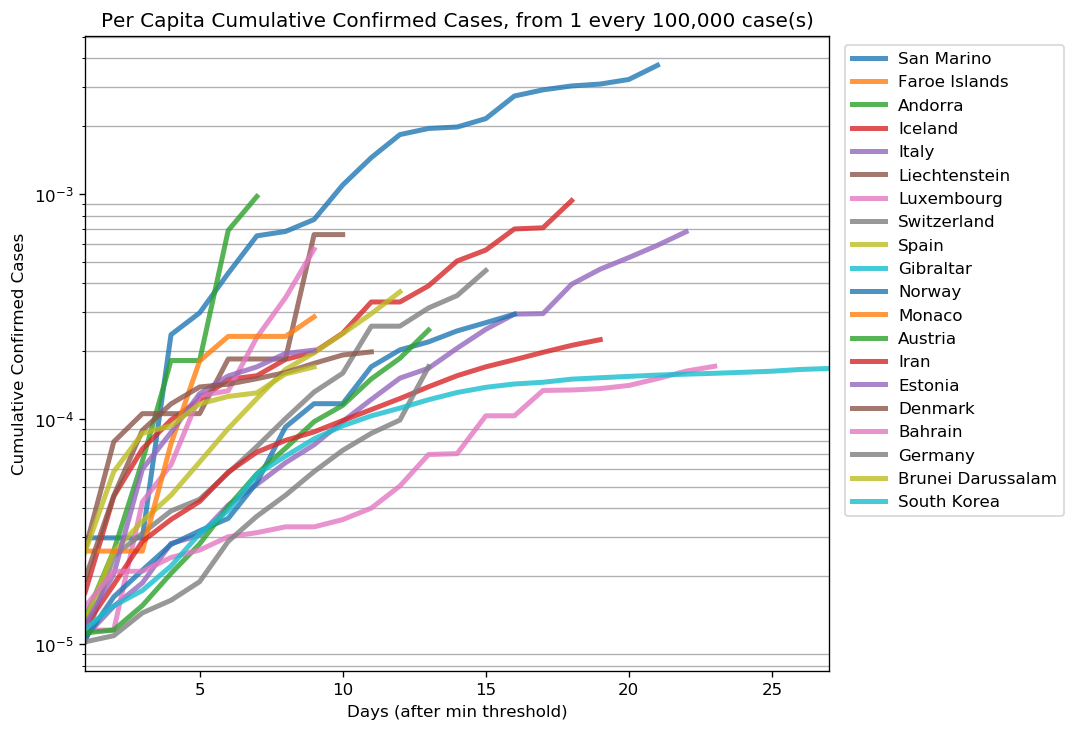 Per Capita Cumulative Confirmed Cases, from 1 every 100,000 case(s)
Cumulative Confirmed Cases
10⁻³
10⁻⁴
10⁻⁵
5 10 15 20 25
Days (after min threshold)
San Marino
Faroe Islands
Andorra
Iceland
Italy
Liechtenstein
Luxembourg
Switzerland
Spain
Gibraltar
Norway
Monaco
Austria
Iran
Estonia
Denmark
Bahrain
Germany
Brunei Darussalam
South Korea